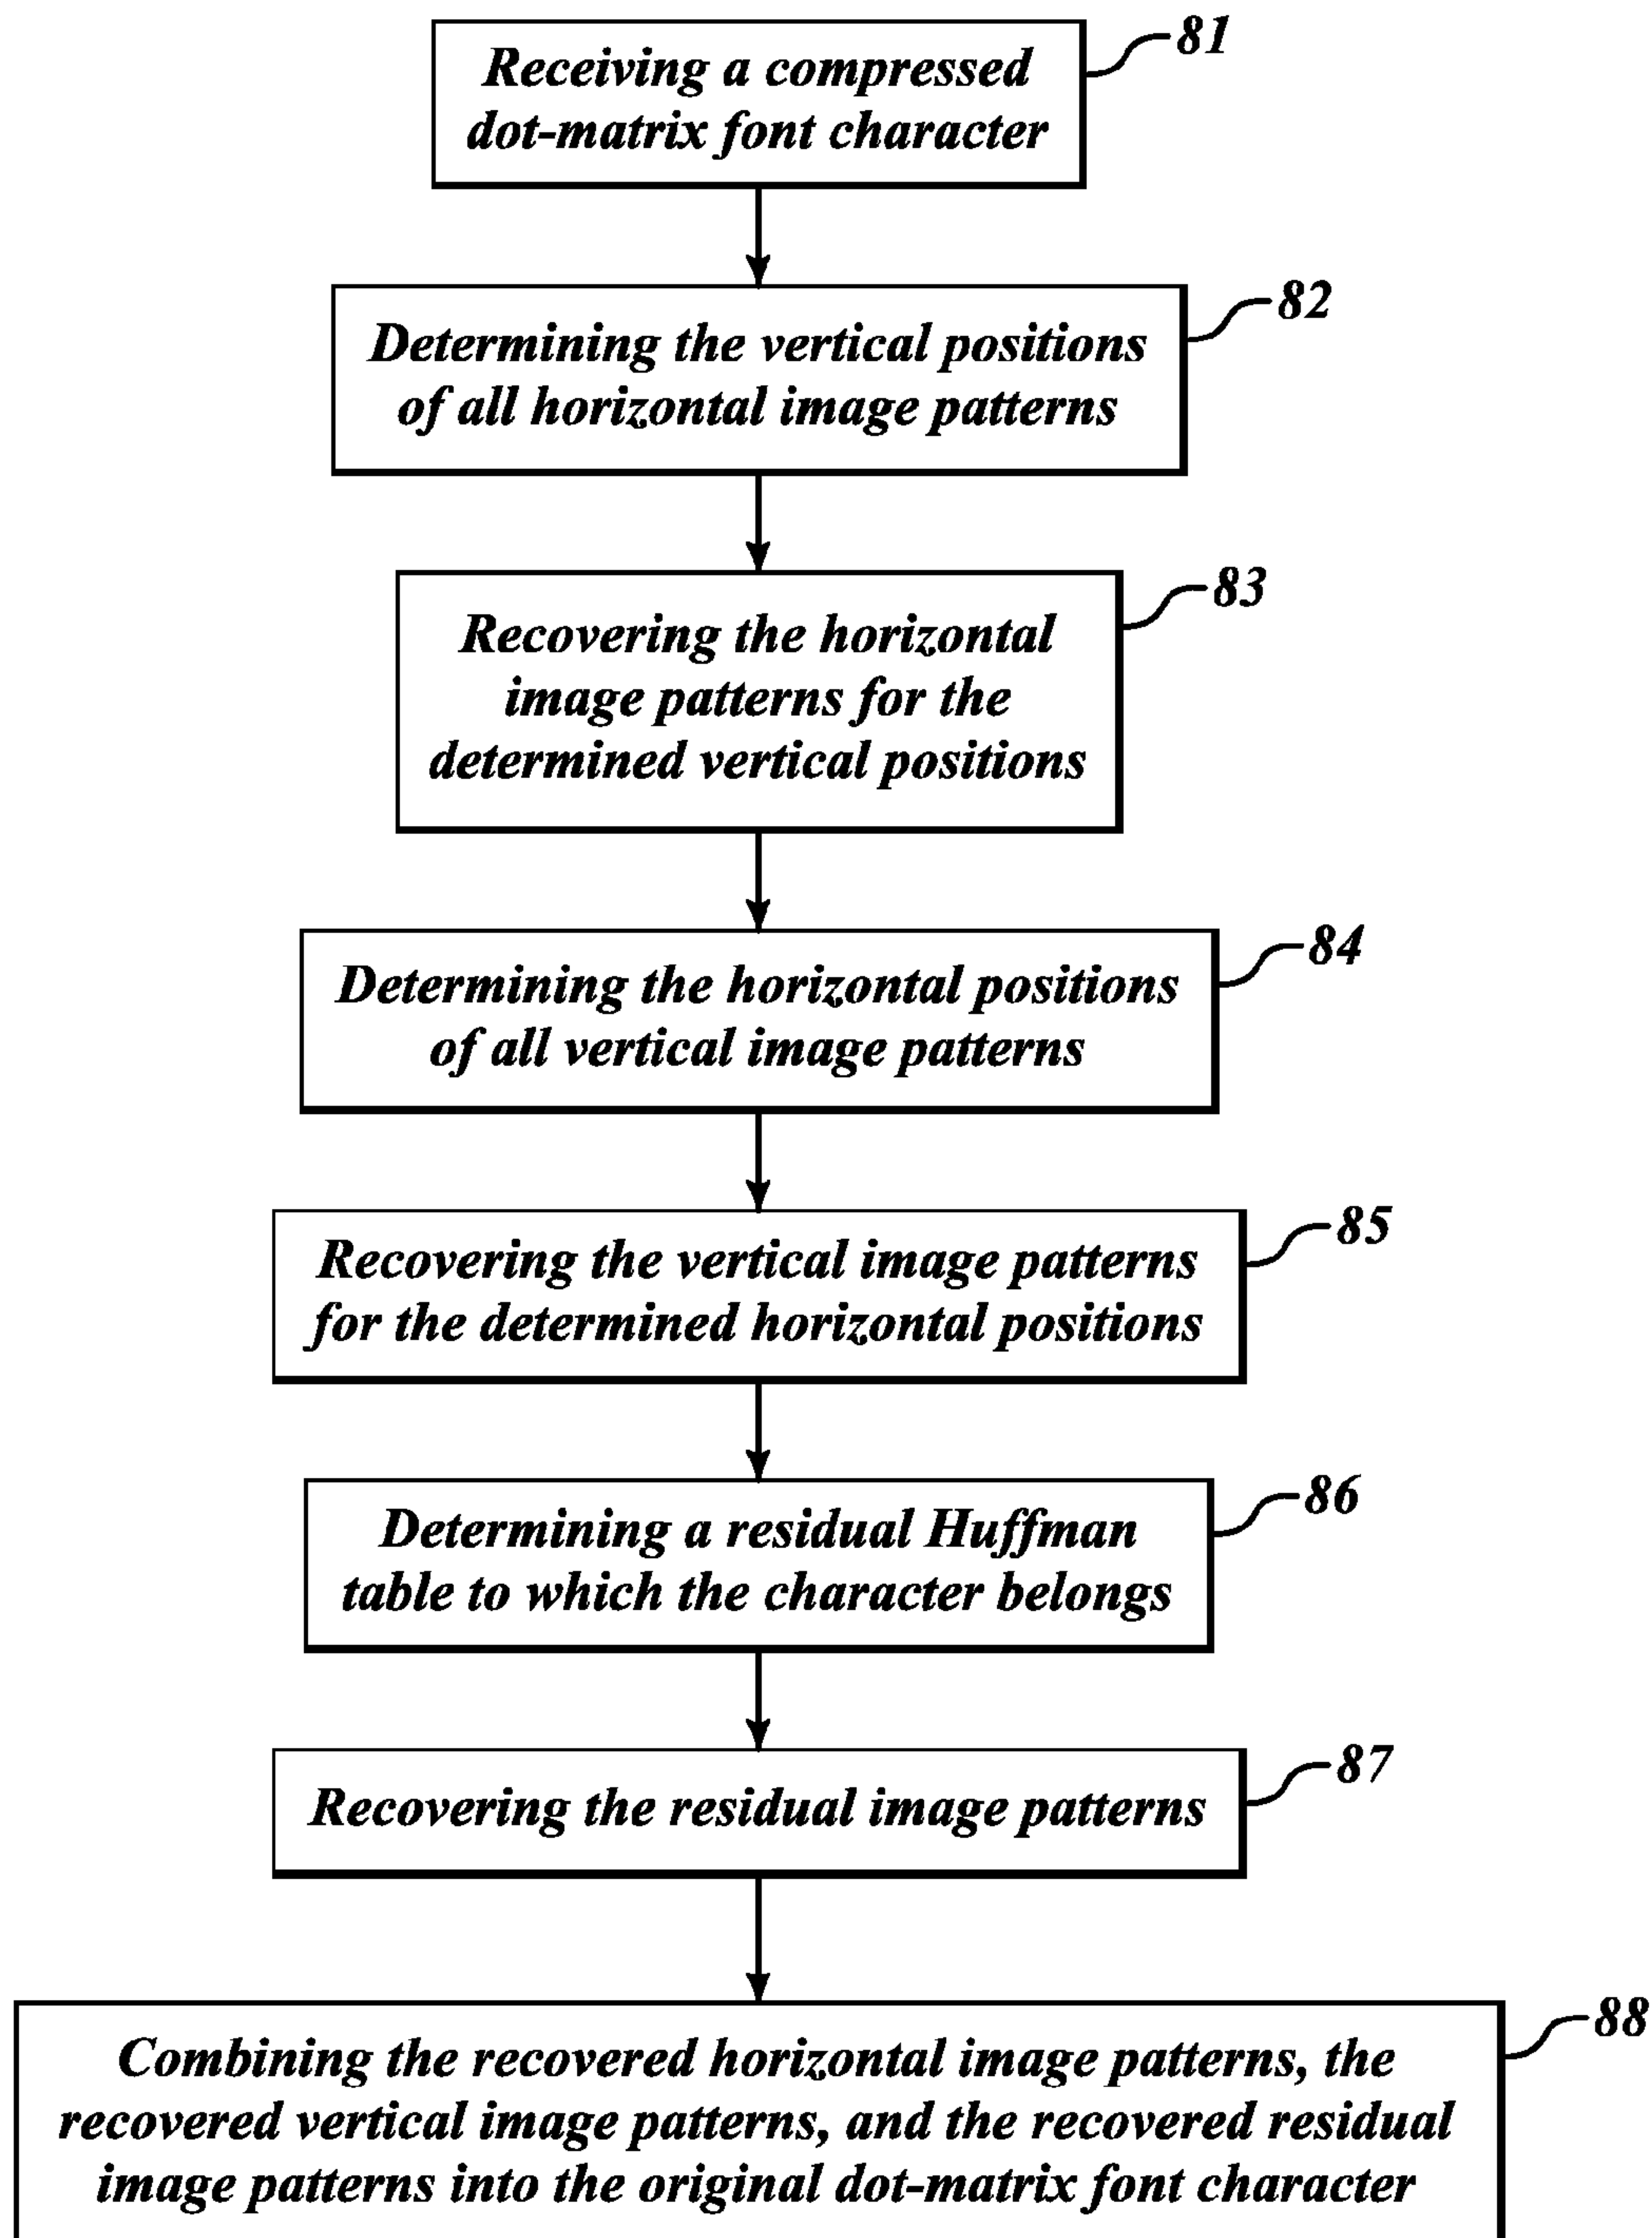 Receiving a compressed
dot-matrix font character
81
Determining the vertical positions
of all horizontal image patterns
82
Recovering the horizontal
image patterns for the
determined vertical positions
83
Determining the horizontal positions
of all vertical image patterns
84
Recovering the vertical image patterns
for the determined horizontal positions
85
Determining a residual Huffman
table to which the character belongs
86
Recovering the residual image patterns
87
Combining the recovered horizontal image patterns, the
recovered vertical image patterns, and the recovered residual
image patterns into the original dot-matrix font character
88